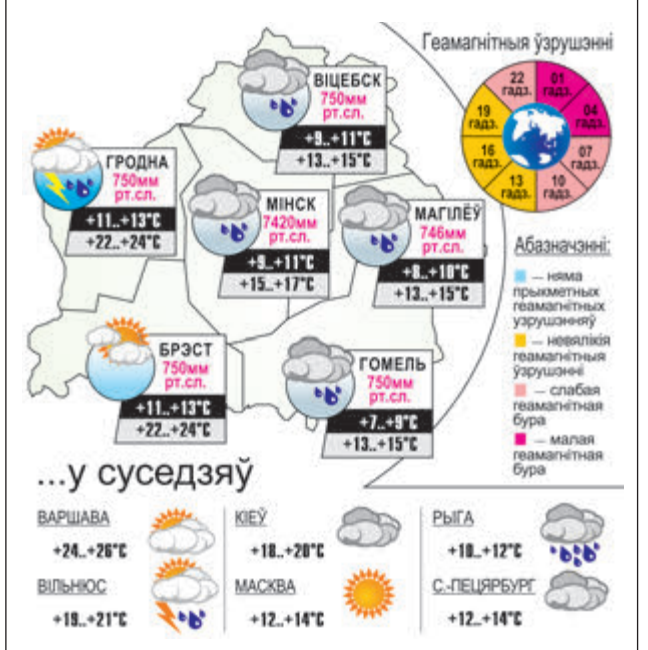 Геамагнітныя ўзрушэнні
22
гадз.
01
гадз.
04
гадз.
07
гадз.
10
гадз.
13
гадз.
16
гадз.
19
гадз.
ВІЦЕБСК
750мм
рт.сл.
+9..+11°C
+13..+15°C
ГРОДНА
750мм
рт.сл.
+11..+13°C
+22..+24°C
МІНСК
7420мм
рт.сл.
+9..+11°C
+15..+17°C
МАГІЛЁЎ
746мм
рт.сл.
+8..+10°C
+13..+15°C
БРЭСТ
750мм
рт.сл.
+11..+13°C
+22..+24°C
ГОМЕЛЬ
750мм
рт.сл.
+7..+9°C
+13..+15°C
Абазначэнні:
— няма
прыкметных
геамагнітных
узрушэнняў
— невялікія
геамагнітныя
ўзрушэнні
— слабая
геамагнітная
бура
— малая
геамагнітная
бура
...у суседзяў
ВАРШАВА
+24..+26°C
КІЕЎ
+18..+20°C
РЫГА
+10..+12°C
ВІЛЬНЮС
+19..+21°C
МАСКВА
+12..+14°C
С.-ПЕЦЯРБУРГ
+12..+14°C